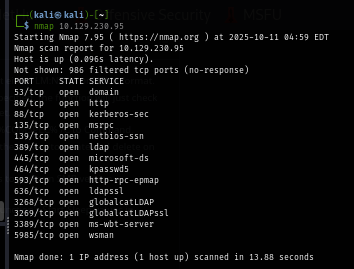 (kali㉿kali)-[~]
$ nmap 10.129.230.95
Starting Nmap 7.95 ( https://nmap.org ) at 2025-10-11 04:59 EDT
Nmap scan report for 10.129.230.95
Host is up (0.096s latency).
Not shown: 986 filtered tcp ports (no-response)
PORT     STATE SERVICE
53/tcp   open  domain
80/tcp   open  http
88/tcp   open  kerberos-sec
135/tcp  open  msrpc
139/tcp  open  netbios-ssn
389/tcp  open  ldap
445/tcp  open  microsoft-ds
464/tcp  open  kpasswd5
593/tcp  open  http-rpc-epmap
636/tcp  open  ldapssl
3268/tcp open  globalcatLDAP
3269/tcp open  globalcatLDAPssl
3389/tcp open  ms-wbt-server
5985/tcp open  wsman
Nmap done: 1 IP address (1 host up) scanned in 13.88 seconds